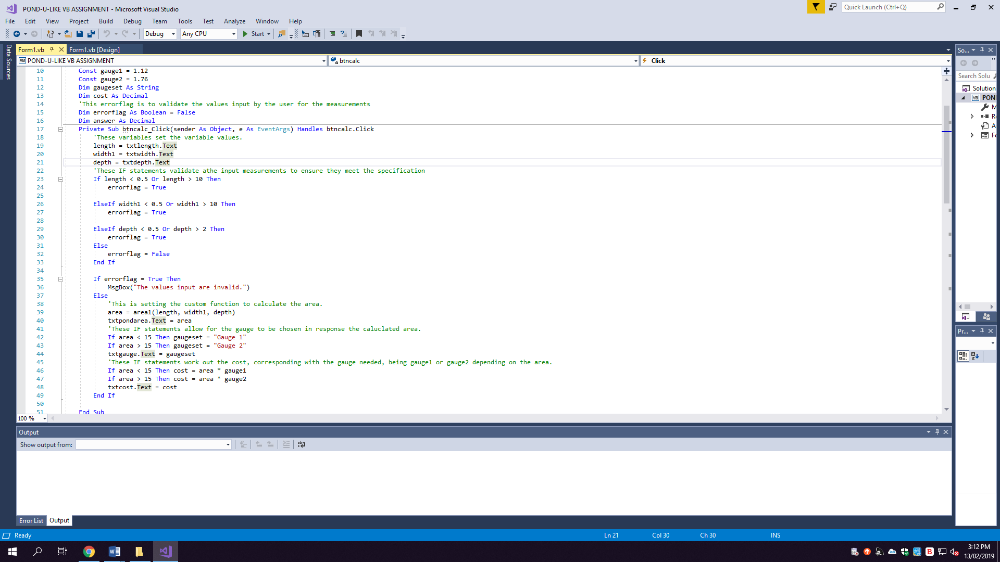 POND-U-LIKE VB ASSIGNMENT - Microsoft Visual Studio
Quick Launch (Ctrl+Q)
File Edit View Project Build Debug Team Tools Test Analyze Window Help
Debug Any CPU Start
Data Sources
Form1.vb Form1.vb [Design]
VB POND-U-LIKE VB ASSIGNMENT btncalc Click
10 Const gauge1 = 1.12
11 Const gauge2 = 1.76
12 Dim gaugeset As String
13 Dim cost As Decimal
14 'This errorflag is to validate the values input by the user for the measurements
15 Dim errorflag As Boolean = False
16 Dim answer As Decimal
17 Private Sub btncalc_Click(sender As Object, e As EventArgs) Handles btncalc.Click
18 'These variables set the variable values.
19 length = txtlength.Text
20 width1 = txtwidth.Text
21 depth = txtdepth.Text
22 'These IF statements validate athe input measurements to ensure they meet the specification
23 If length < 0.5 Or length > 10 Then
24 errorflag = True
25
26 ElseIf width1 < 0.5 Or width1 > 10 Then
27 errorflag = True
28
29 ElseIf depth < 0.5 Or depth > 2 Then
30 errorflag = True
31 Else
32 errorflag = False
33 End If
34
35 If errorflag = True Then
36 MsgBox("The values input are invalid.")
37 Else
38 'This is setting the custom function to calculate the area.
39 area = area1(length, width1, depth)
40 txtpondarea.Text = area
41 'These IF statements allow for the gauge to be chosen in response the caluclated area.
42 If area < 15 Then gaugeset = "Gauge 1"
43 If area > 15 Then gaugeset = "Gauge 2"
44 txtgauge.Text = gaugeset
45 'These IF statements work out the cost, corresponding with the gauge needed, being gauge1 or gauge2 depending on the area.
46 If area < 15 Then cost = area * gauge1
47 If area > 15 Then cost = area * gauge2
48 txtcost.Text = cost
49 End If
50
51 End Sub
100 %
So...
Search Solu
Solution
VB PONI
M
Re
A
Fo
Pr...
Output
Show output from:
Error List Output
Ready Ln 21 Col 30 Ch 30 INS
3:12 PM
13/02/2019